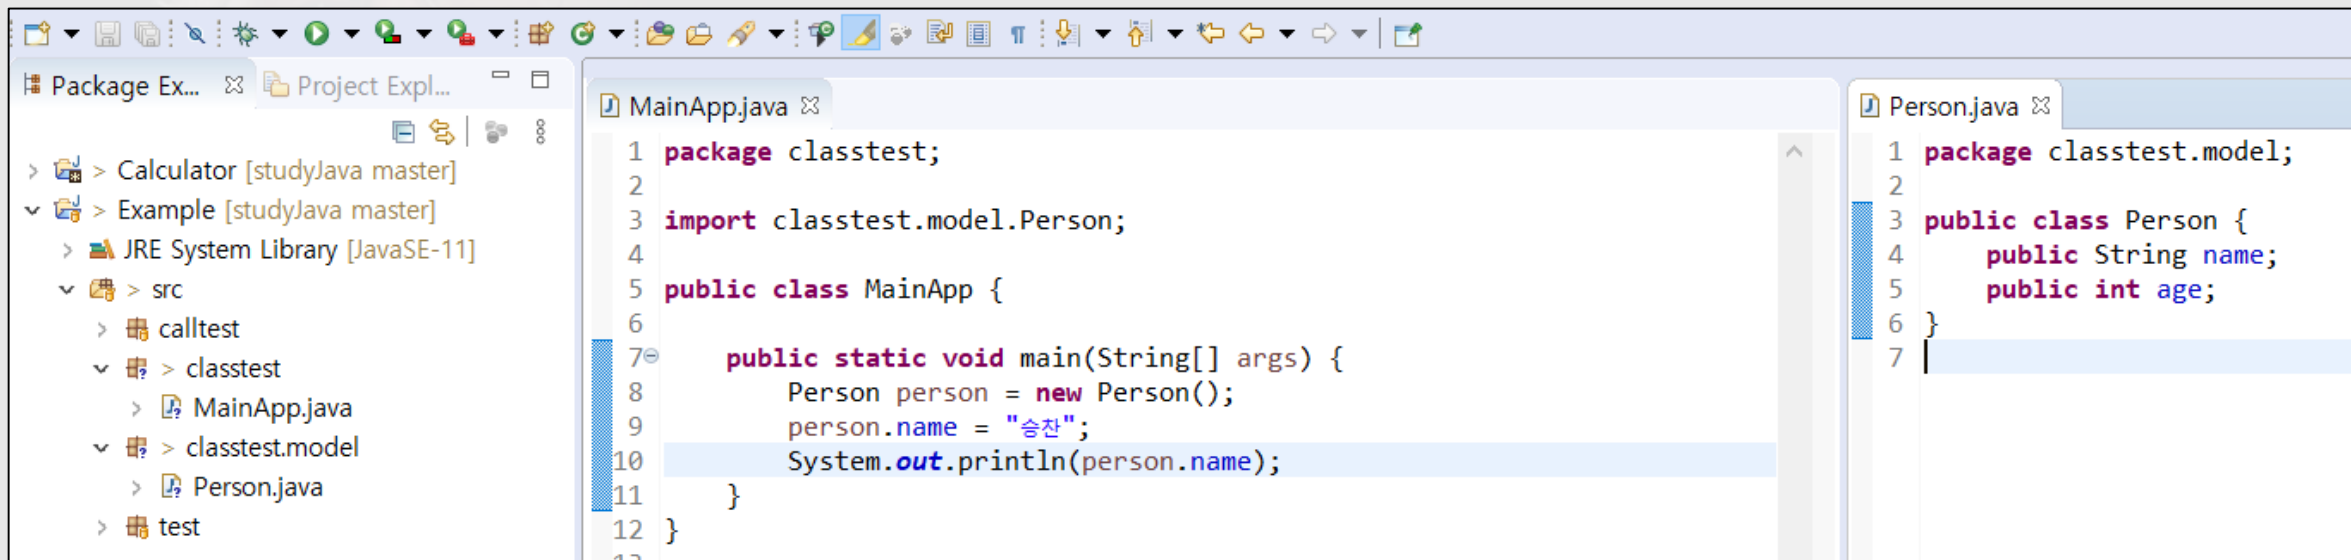 Package Ex...
Project Expl...
> Calculator [studyJava master]
> Example [studyJava master]
JRE System Library [JavaSE-11]
> src
calltest
> classtest
MainApp.java
> classtest.model
Person.java
test
MainApp.java
1 package classtest;
2
3 import classtest.model.Person;
4
5 public class MainApp {
6
7 public static void main(String[] args) {
8 Person person = new Person();
9 person.name = "승찬";
10 System.out.println(person.name);
11 }
12 }
Person.java
1 package classtest.model;
2
3 public class Person {
4 public String name;
5 public int age;
6 }
7